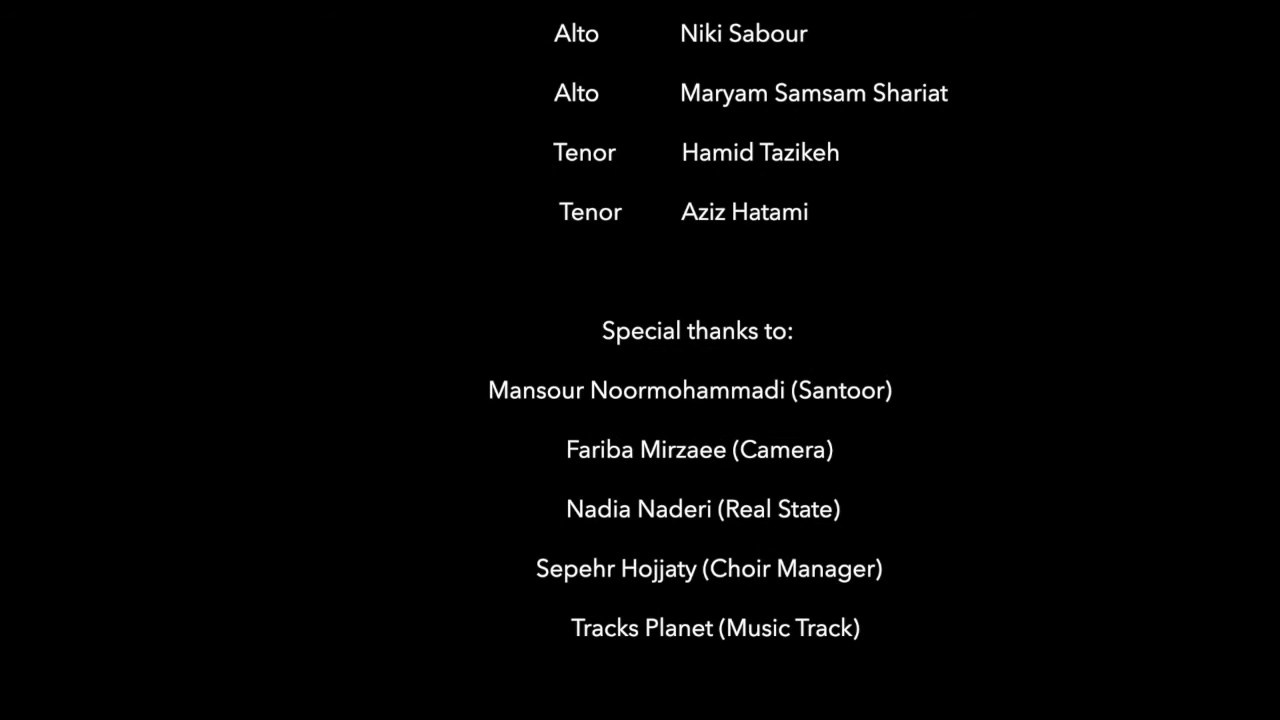 Alto Niki Sabour
Alto Maryam Samsam Shariat
Tenor Hamid Tazikeh
Tenor Aziz Hatami
Special thanks to:
Mansour Noormohammadi (Santoor)
Fariba Mirzaee (Camera)
Nadia Naderi (Real State)
Sepehr Hojjaty (Choir Manager)
Tracks Planet (Music Track)